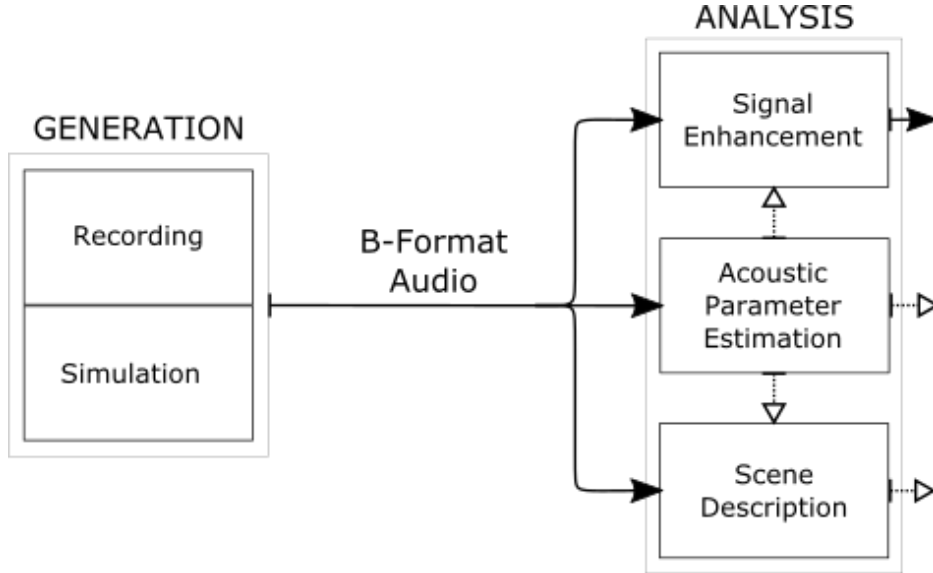 GENERATION
Recording
Simulation
B-Format
Audio
ANALYSIS
Signal
Enhancement
Acoustic
Parameter
Estimation
Scene
Description